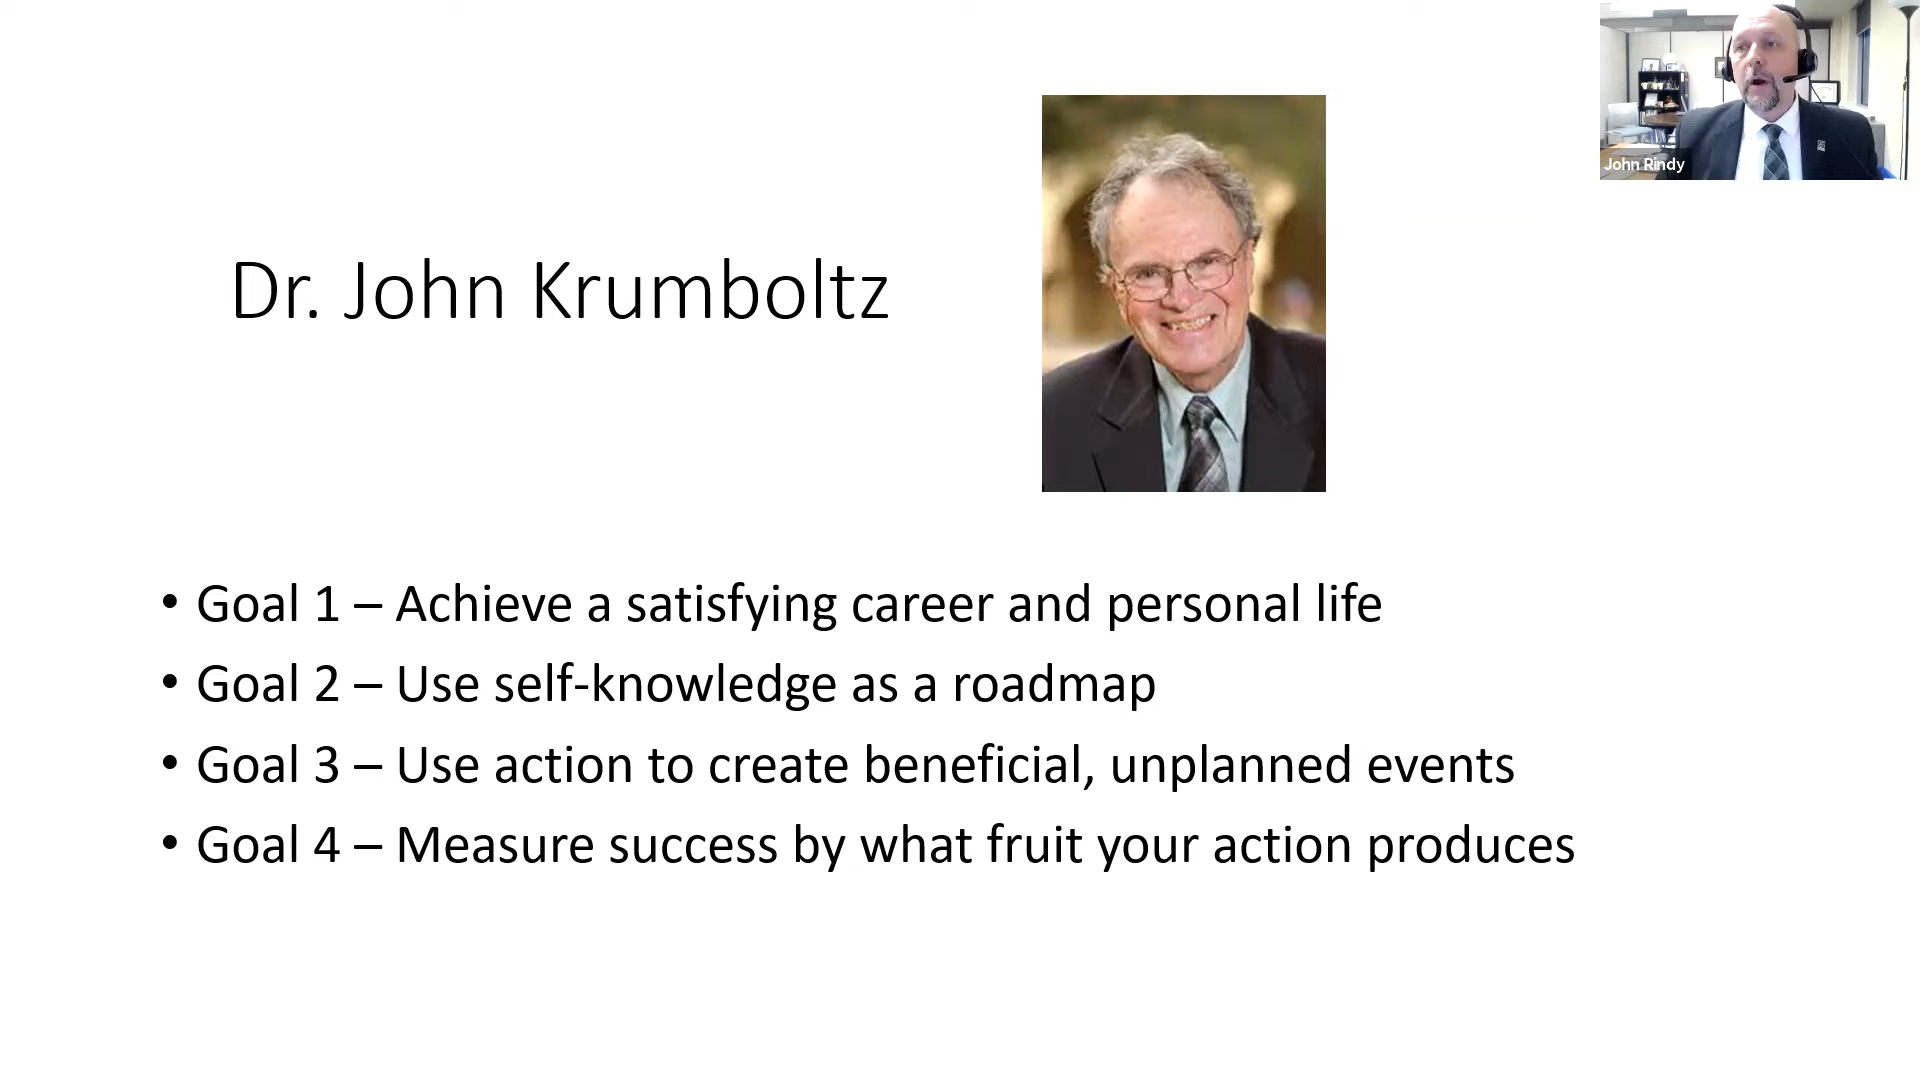 John Rindy
Dr. John Krumboltz
• Goal 1 – Achieve a satisfying career and personal life
• Goal 2 – Use self-knowledge as a roadmap
• Goal 3 – Use action to create beneficial, unplanned events
• Goal 4 – Measure success by what fruit your action produces